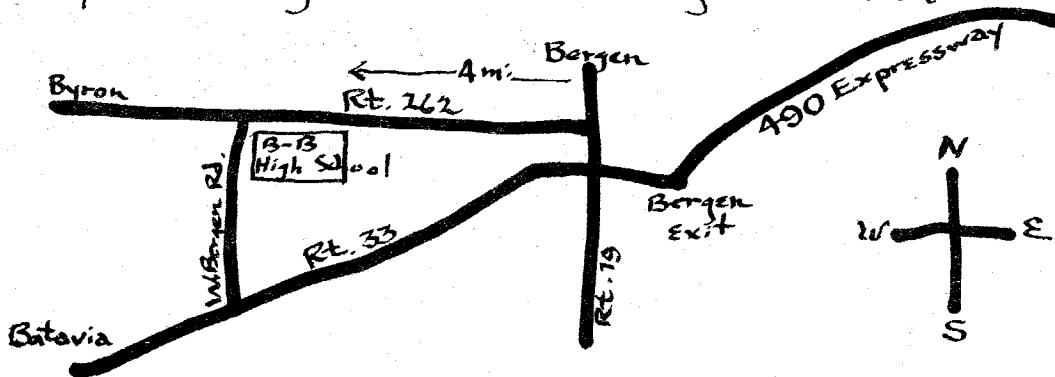 Bergen
Byron
4 mi.
Rt. 262
490 Expressway
B-B
High School
W. Bergen Rd.
Rt. 33
Bergen
Exit
Rt. 19
Batavia
N
W
E
S